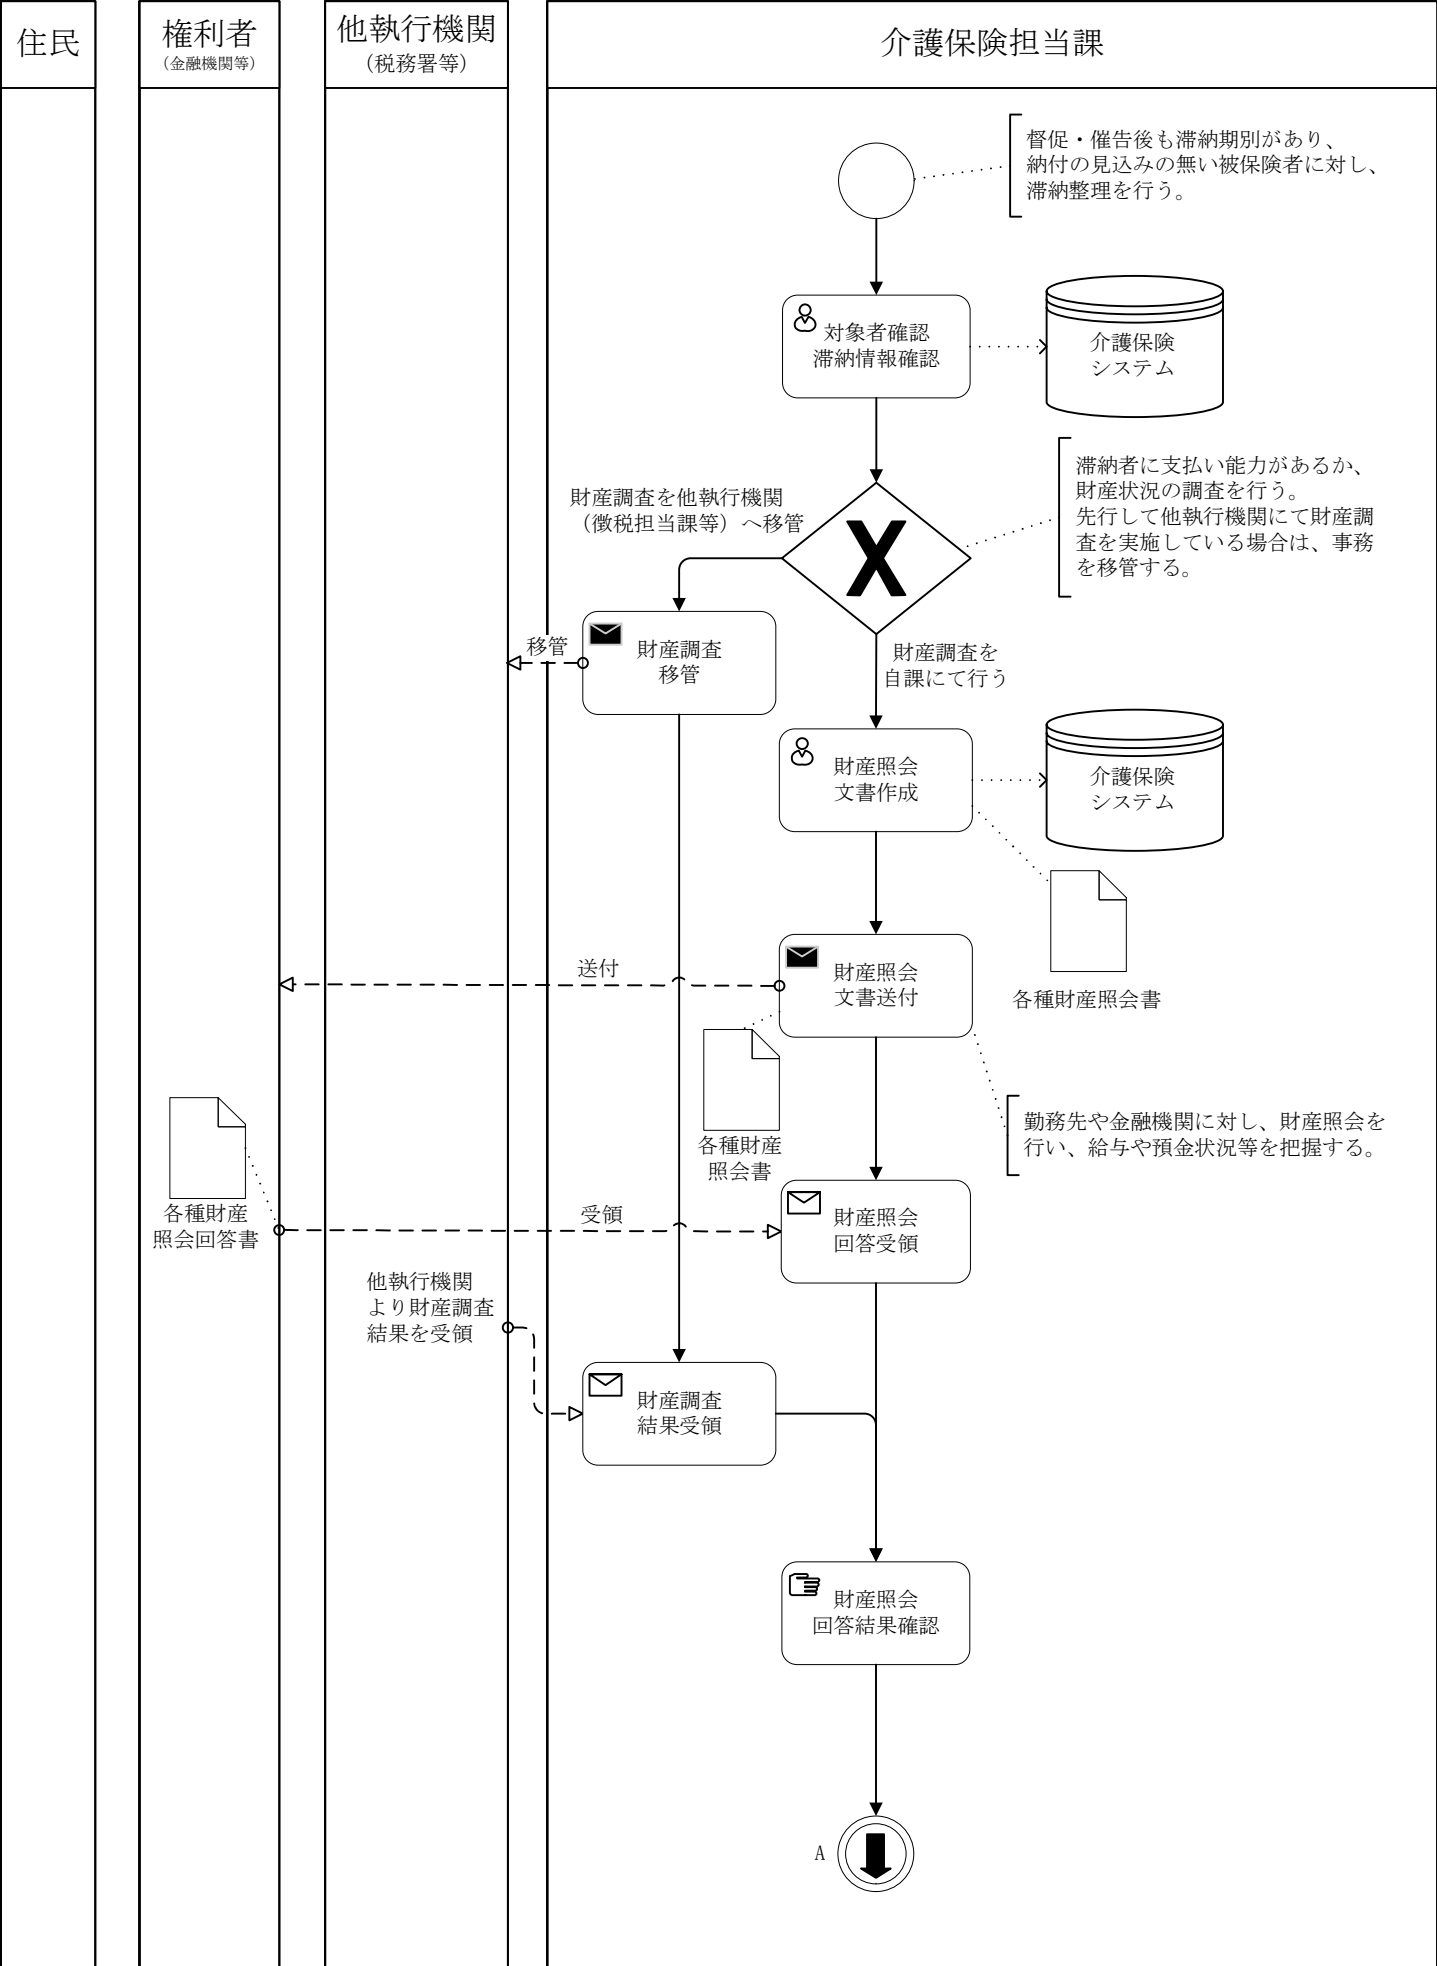 住民
権利者
（金融機関等）
他執行機関
（税務署等）
介護保険担当課
督促・催告後も滞納期別があり、
納付の見込みの無い被保険者に対し、
滞納整理を行う。
対象者確認
滞納情報確認
介護保険
システム
滞納者に支払い能力があるか、
財産状況の調査を行う。
先行して他執行機関にて財産調
査を実施している場合は、事務
を移管する。
財産調査を他執行機関
（徴税担当課等）へ移管
移管
財産調査
移管
財産調査を
自課にて行う
財産照会
文書作成
介護保険
システム
各種財産照会書
送付
財産照会
文書送付
各種財産
照会書
勤務先や金融機関に対し、財産照会を
行い、給与や預金状況等を把握する。
各種財産
照会回答書
受領
財産照会
回答受領
他執行機関
より財産調査
結果を受領
財産調査
結果受領
財産照会
回答結果確認
A